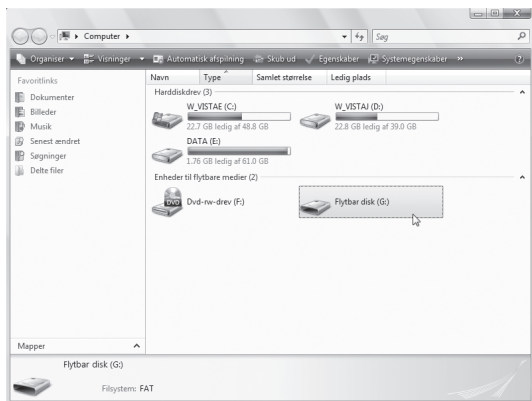 Computer
Søg
Organiser Visninger Automatisk afspilning Skub ud Egenskaber Systemegenskaber »
Favoritlinks
Dokumenter
Billeder
Musik
Senest ændret
Søgninger
Delte filer
Mapper
Navn Type Samlet størrelse Ledig plads
Harddiskdrev (3)
W_VISTAE (C:)
22.7 GB ledig af 48.8 GB
W_VISTAJ (D:)
22.8 GB ledig af 39.0 GB
DATA (E:)
1.76 GB ledig af 61.0 GB
Enheder til flytbare medier (2)
DVD
Dvd-rw-drev (F:)
Flytbar disk (G:)
Flytbar disk (G:)
Filsystem: FAT